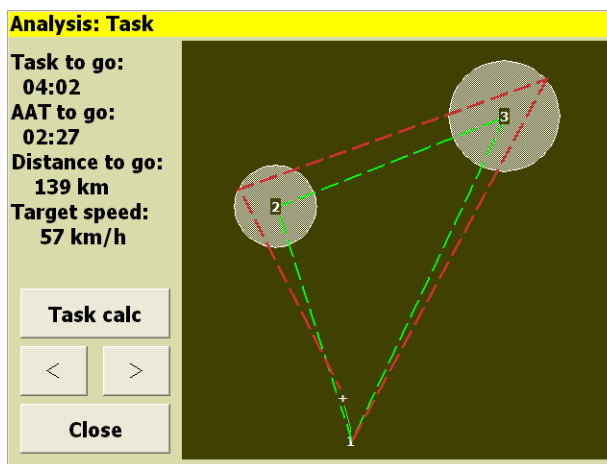 Analysis: Task
Task to go:
04:02
AAT to go:
02:27
Distance to go:
139 km
Target speed:
57 km/h
Task calc
< >
Close
3
2
+
1